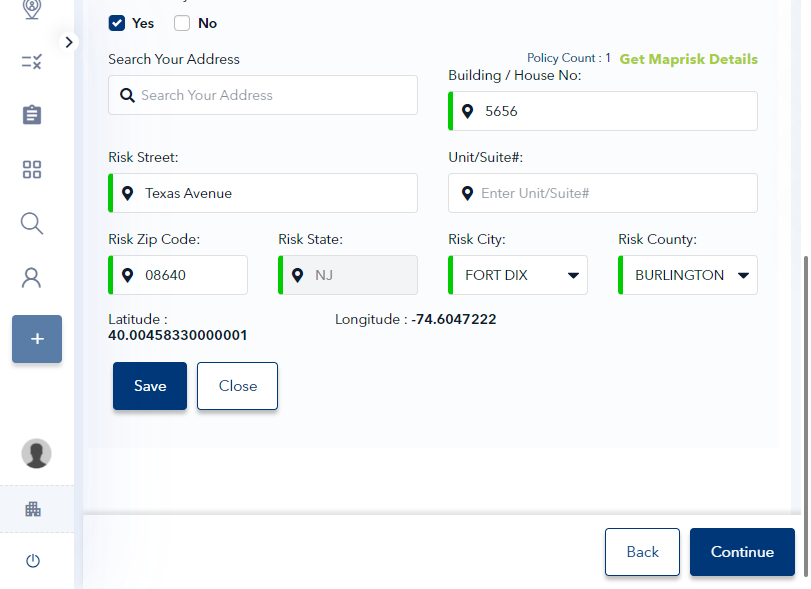 Yes No
Search Your Address
Policy Count : 1 Get Maprisk Details
Building / House No:
Search Your Address
5656
Risk Street:
Unit/Suite#:
Texas Avenue
Enter Unit/Suite#
Risk Zip Code: Risk State: Risk City: Risk County:
08640 NJ FORT DIX BURLINGTON
Latitude : Longitude : -74.6047222
40.00458330000001
Save Close
+
Back Continue